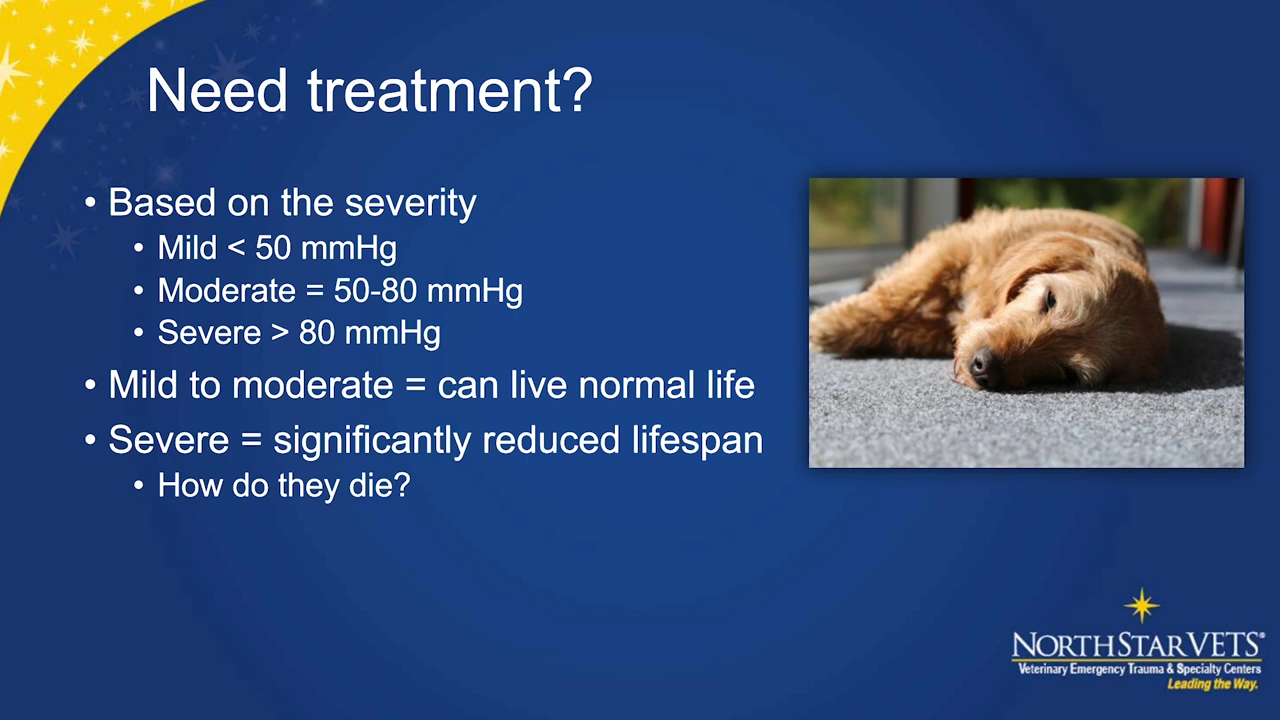 Need treatment?
• Based on the severity
• Mild < 50 mmHg
• Moderate = 50-80 mmHg
• Severe > 80 mmHg
• Mild to moderate = can live normal life
• Severe = significantly reduced lifespan
• How do they die?
NORTHSTAR VETS®
Veterinary Emergency Trauma & Specialty Centers
Leading the Way.